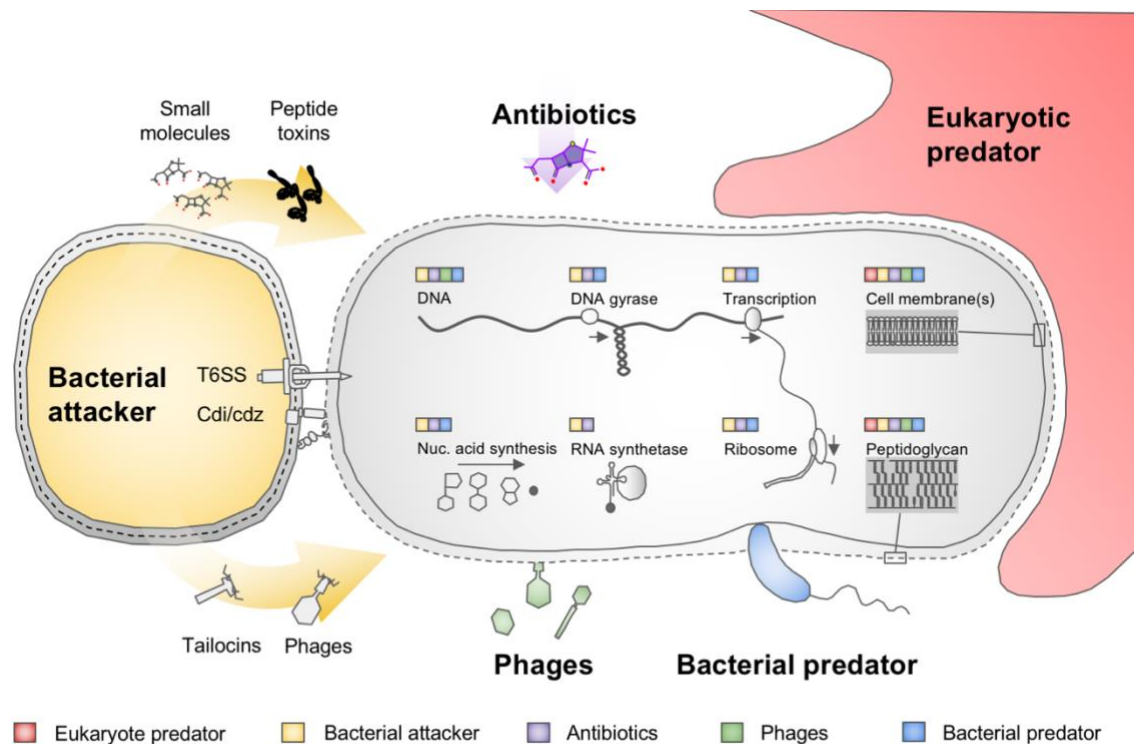 Small
molecules
Peptide
toxins
Antibiotics
Eukaryotic
predator
DNA
DNA gyrase
Transcription
Cell membrane(s)
Bacterial
attacker
T6SS
Cdi/cdz
Nuc. acid synthesis
RNA synthetase
Ribosome
Peptidoglycan
Tailocins
Phages
Phages
Bacterial predator
Eukaryote predator
Bacterial attacker
Antibiotics
Phages
Bacterial predator